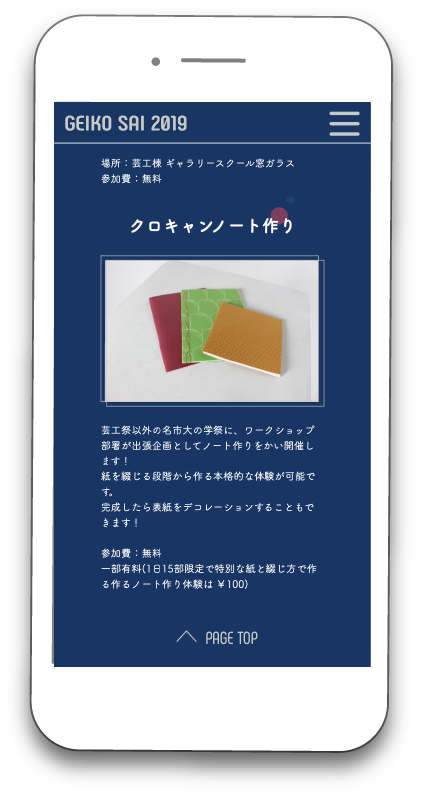 GEIKO SAI 2019
場所：芸工棟 ギャラリースクール窓ガラス
参加費：無料
クロキャンノート作り
芸工祭以外の名市大の学祭に、ワークショップ
部署が出張企画としてノート作りをかい開催し
ます！
紙を綴じる段階から作る本格的な体験が可能で
す。
完成したら表紙をデコレーションすることもで
きます！
参加費：無料
一部有料(1日15部限定で特別な紙と綴じ方で作
る作るノート作り体験は ￥100)
PAGE TOP